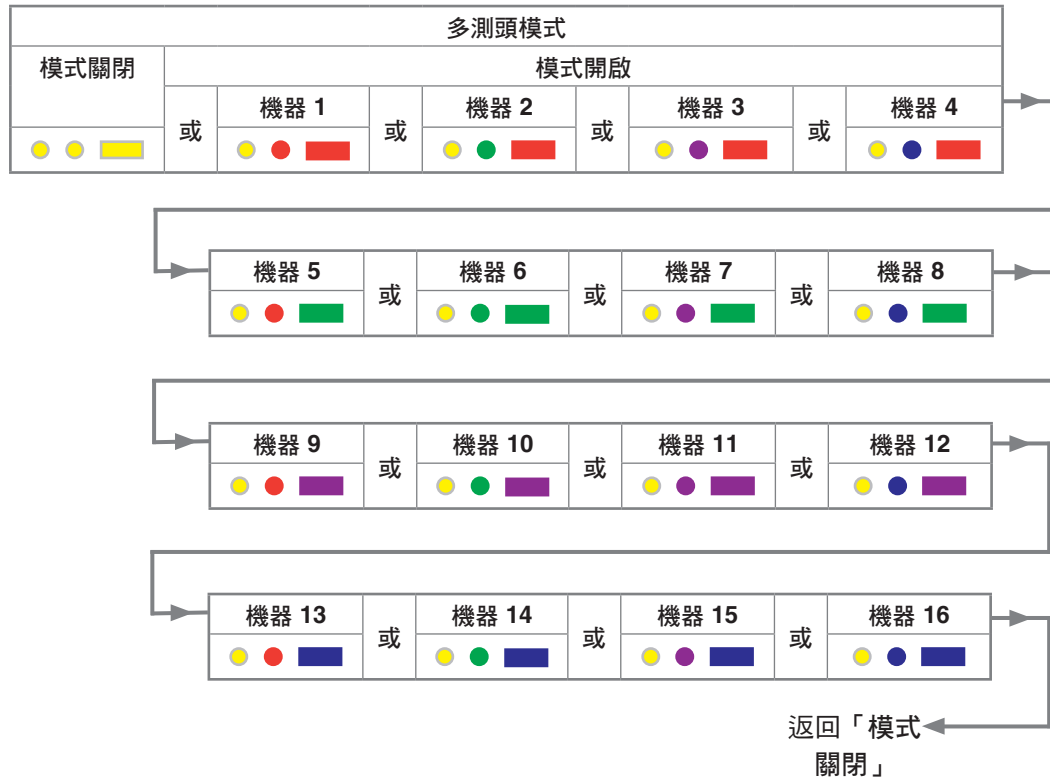 多測頭模式
模式關閉
模式開啟
或
機器 1
或
機器 2
或
機器 3
或
機器 4
機器 5
或
機器 6
或
機器 7
或
機器 8
機器 9
或
機器 10
或
機器 11
或
機器 12
機器 13
或
機器 14
或
機器 15
或
機器 16
返回「模式
關閉」